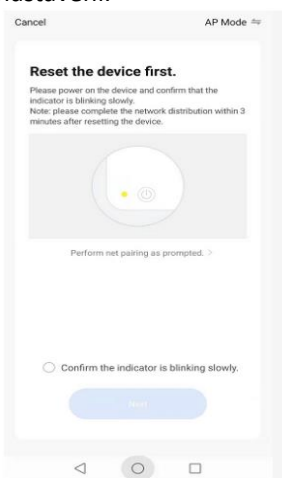 Cancel AP Mode
Reset the device first.
Please power on the device and confirm that the
indicator is blinking slowly.
Note: please complete the network distribution within 3
minutes after resetting the device.
Perform net pairing as prompted. >
Confirm the indicator is blinking slowly.
Next